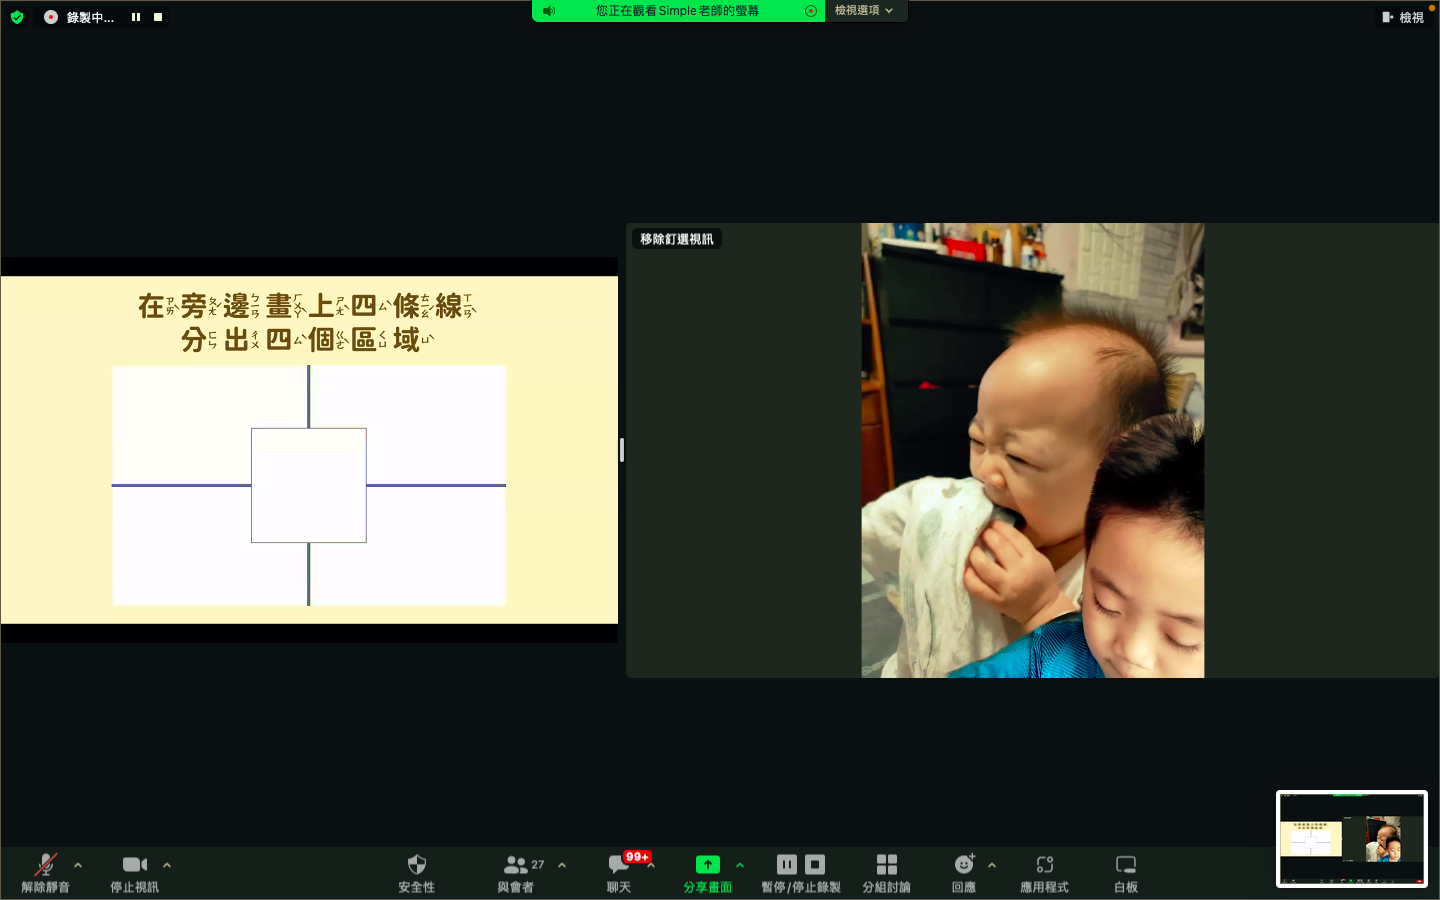 錄製中...
您正在觀看Simple老師的螢幕
檢視選項
檢視
移除釘選視訊
在ㄗㄞˋ旁ㄆㄤˊ邊ㄅㄧㄢ畫ㄏㄨㄚˋ上ㄕㄤˋ四ㄙˋ條ㄊㄧㄠˊ線ㄒㄧㄢˋ
分ㄈㄣ出ㄔㄨ四ㄙˋ個ㄍㄜˋ區ㄑㄩ域ㄩˋ
解除靜音
停止視訊
安全性
27
與會者
99+
聊天
分享畫面
暫停/停止錄製
分組討論
回應
應用程式
白板